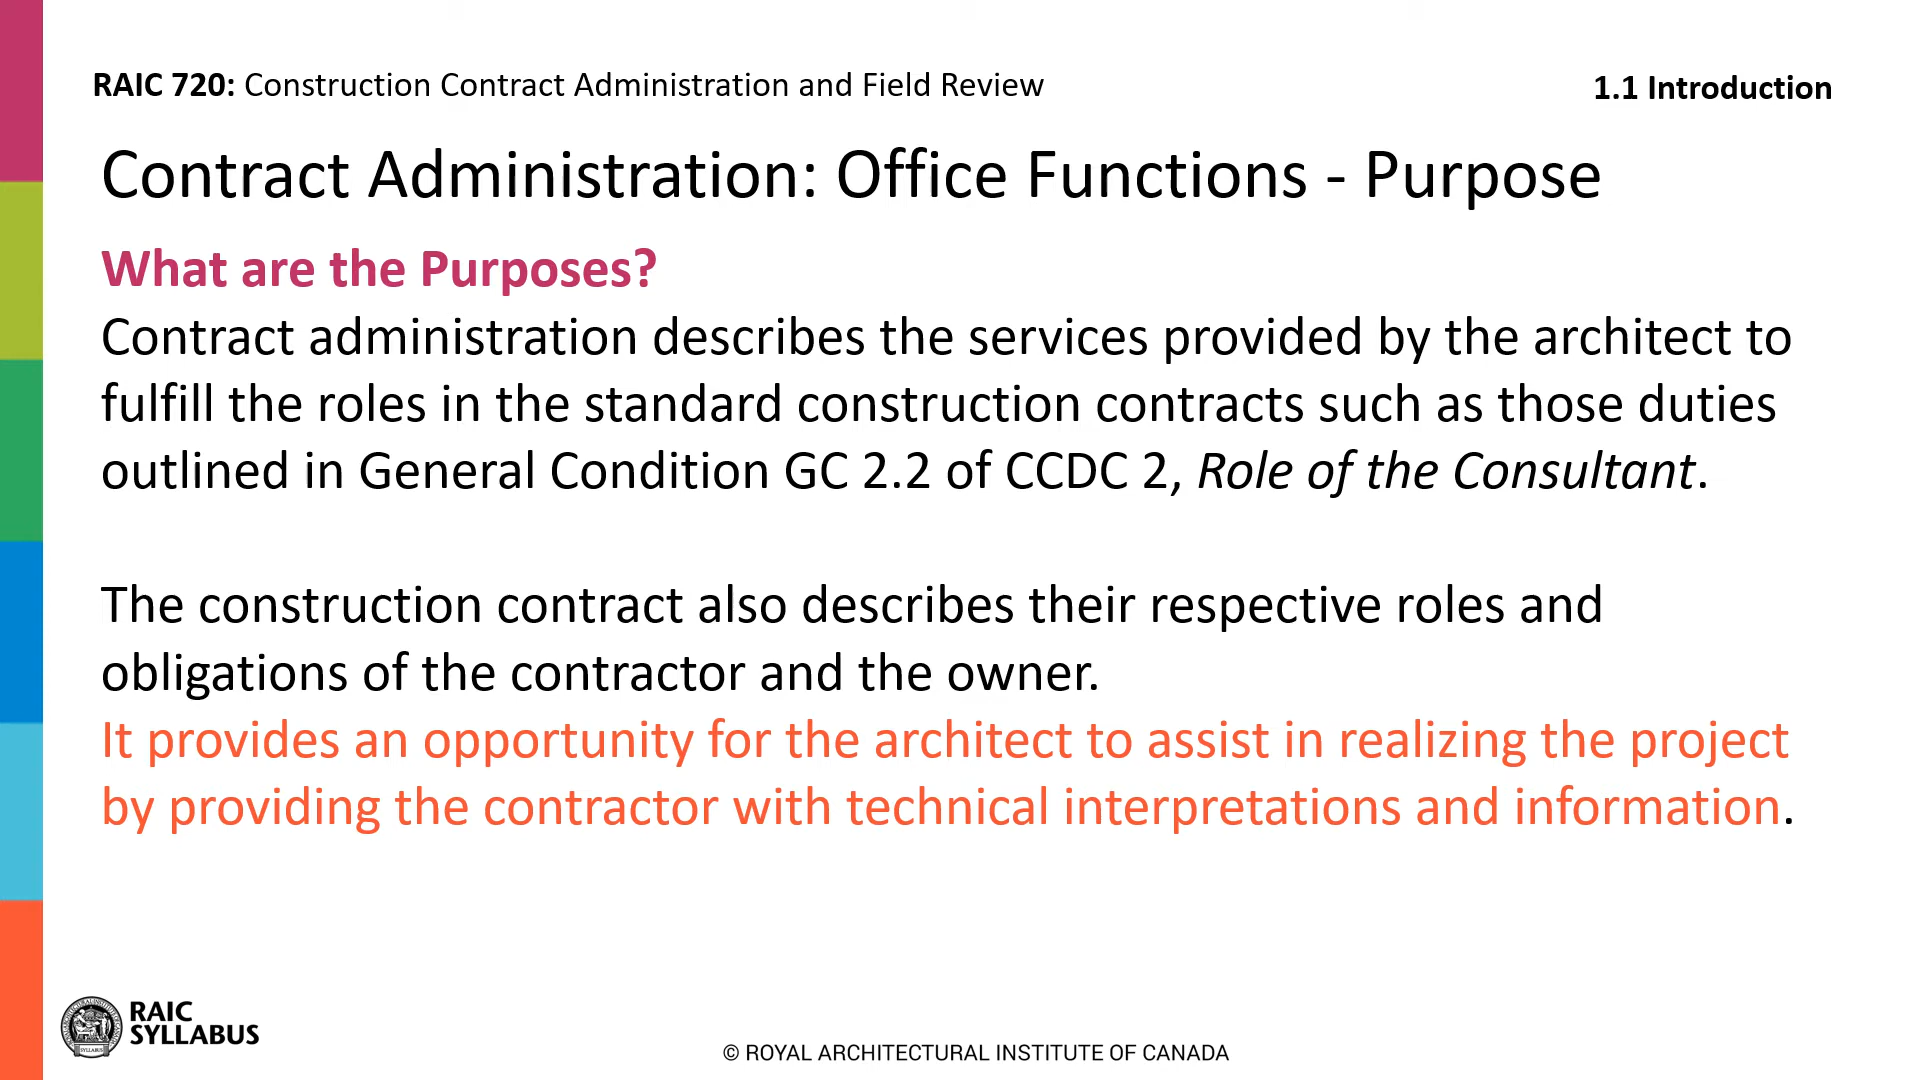 RAIC 720: Construction Contract Administration and Field Review
1.1 Introduction
Contract Administration: Office Functions - Purpose
What are the Purposes?
Contract administration describes the services provided by the architect to
fulfill the roles in the standard construction contracts such as those duties
outlined in General Condition GC 2.2 of CCDC 2, Role of the Consultant.
The construction contract also describes their respective roles and
obligations of the contractor and the owner.
It provides an opportunity for the architect to assist in realizing the project
by providing the contractor with technical interpretations and information.
RAIC
SYLLABUS
© ROYAL ARCHITECTURAL INSTITUTE OF CANADA